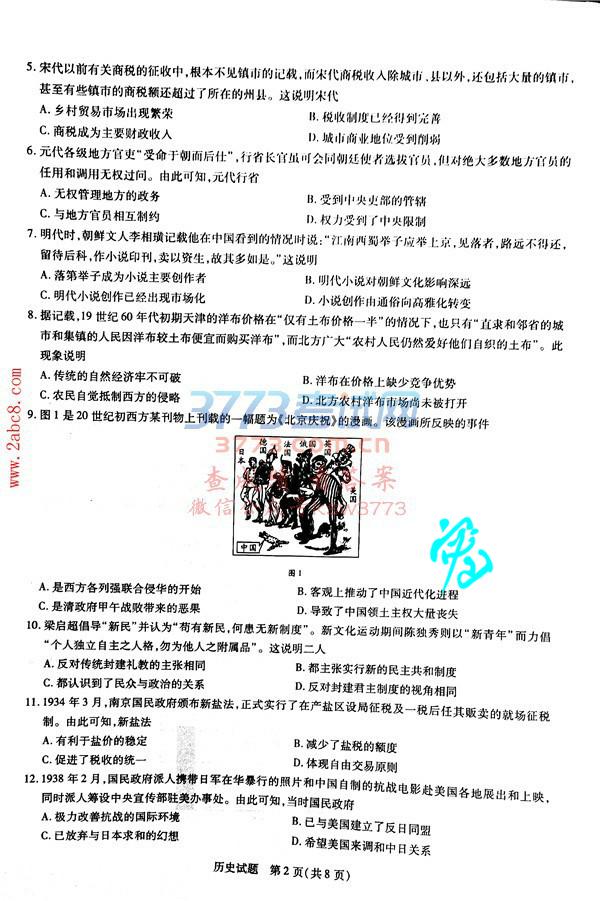 5. 宋代以前有关商税的征收中,根本不见镇市的记载,而宋代商税收入除城市、县以外,还包括大量的镇市,
甚至有些镇市的商税额还超过了所在的州县。这说明宋代
A. 乡村贸易市场出现繁荣 B. 税收制度已经得到完善
C. 商税成为主要财政收入 D. 城市商业地位受到削弱
6. 元代各级地方官吏“受命于朝而后仕”,行省长官虽可会同朝廷使者选拔官员,但对绝大多数地方官员的
任用和调用无权过问。由此可知,元代行省
A. 无权管理地方的政务 B. 受到中央吏部的管辖
C. 与地方官员相互制约 D. 权力受到了中央限制
7. 明代时,朝鲜文人李相璜记载他在中国看到的情况时说:“江南西蜀举子应举上京,见落者,路远不得还,
留待后科,作小说印刊,卖以资生,故其多如是。”这说明
A. 落第举子成为小说主要创作者 B. 明代小说对朝鲜文化影响深远
C. 明代小说创作已经出现市场化 D. 小说创作由通俗向高雅化转变
8. 据记载,19 世纪 60 年代初期天津的洋布价格在“仅有土布价格一半”的情况下,也只有“直隶和邻省的城
市和集镇的人民因洋布较土布便宜而购买洋布”,而北方广大“农村人民仍然爱好他们自织的土布”。此
现象说明
A. 传统的自然经济牢不可破 B. 洋布在价格上缺少竞争优势
C. 农民自觉抵制西方的侵略 D. 北方农村洋布市场尚未被打开
9. 图 1 是 20 世纪初西方某刊物上刊载的一幅题为《北京庆祝》的漫画。该漫画所反映的事件
3773考试网
www.2abc8.com
日本
德国
法国
俄国
英国
美国
中国
图 1
A. 是西方各列强联合侵华的开始 B. 客观上推动了中国近代化进程
C. 是清政府甲午战败带来的恶果 D. 导致了中国领土主权大量丧失
10. 梁启超倡导“新民”并认为“苟有新民,何患无新制度”。新文化运动期间陈独秀则以“新青年”而力倡
“个人独立自主之人格,勿为他人之附属品”。这说明二人
A. 反对传统封建礼教的主张相同 B. 都主张实行新的民主共和制度
C. 都认识到了民众与政治的关系 D. 反对封建君主制度的视角相同
11. 1934 年 3 月,南京国民政府颁布新盐法,正式实行了在产盐区设局征税及一税后任其贩卖的就场征税
制。由此可知,新盐法
A. 有利于盐价的稳定 B. 减少了盐税的额度
C. 促进了税收的统一 D. 体现自由交易原则
12. 1938 年 2 月,国民政府派人携带日军在华暴行的照片和中国自制的抗战电影赴美国各地展出和上映,
同时派人筹设中央宣传部驻美办事处。由此可知,当时国民政府
A. 极力改善抗战的国际环境 B. 已与美国建立了反日同盟
C. 已放弃与日本求和的幻想 D. 希望美国来调和中日关系
历史试题 第 2 页(共 8 页)